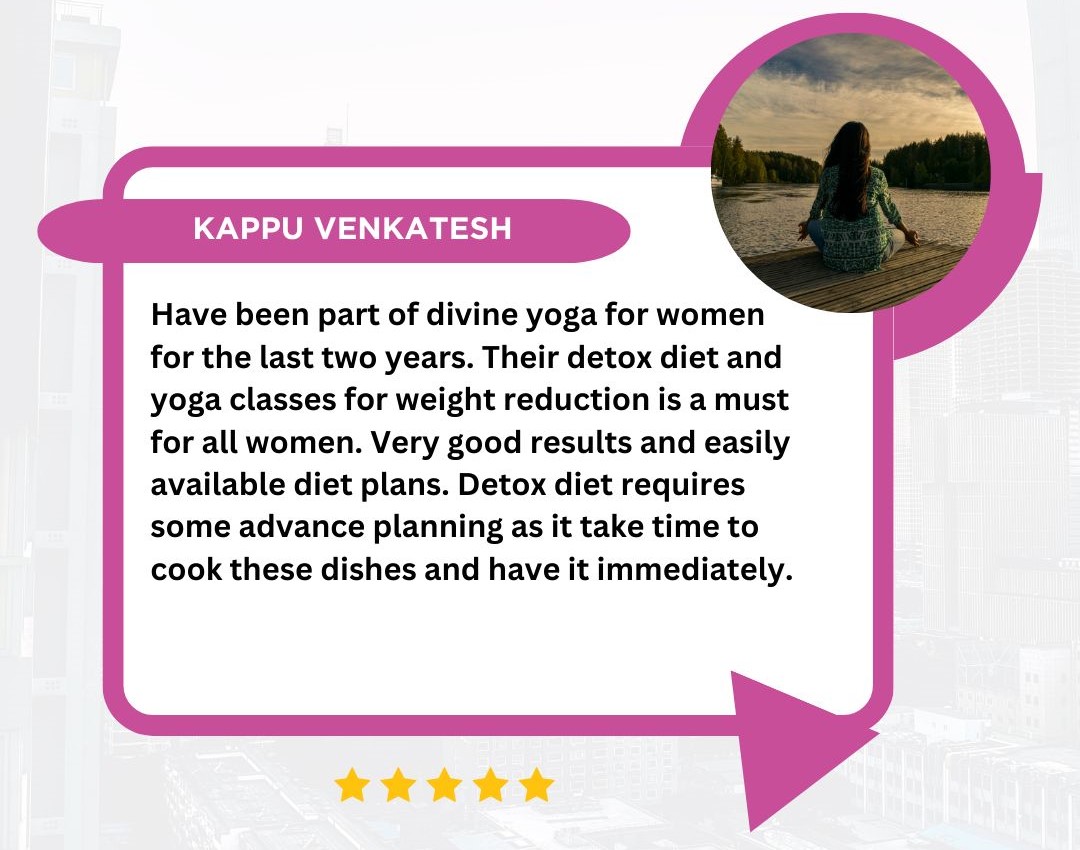 KAPPU VENKATESH
Have been part of divine yoga for women
for the last two years. Their detox diet and
yoga classes for weight reduction is a must
for all women. Very good results and easily
available diet plans. Detox diet requires
some advance planning as it take time to
cook these dishes and have it immediately.